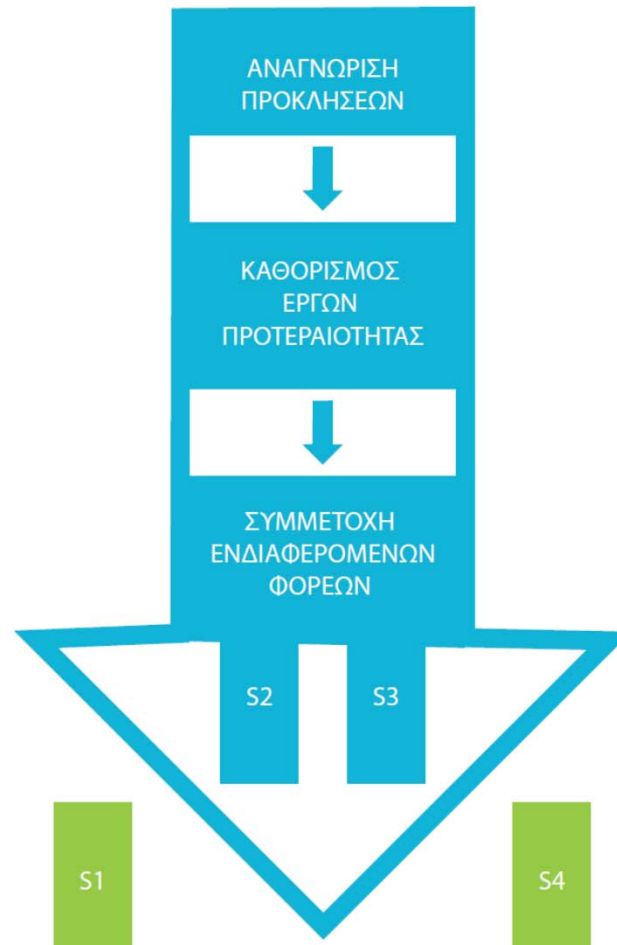 ΑΝΑΓΝΩΡΙΣΗ
ΠΡΟΚΛΗΣΕΩΝ
ΚΑΘΟΡΙΣΜΟΣ
ΕΡΓΩΝ
ΠΡΟΤΕΡΑΙΟΤΗΤΑΣ
ΣΥΜΜΕΤΟΧΗ
ΕΝΔΙΑΦΕΡΟΜΕΝΩΝ
ΦΟΡΕΩΝ
S2 S3
S1 S4